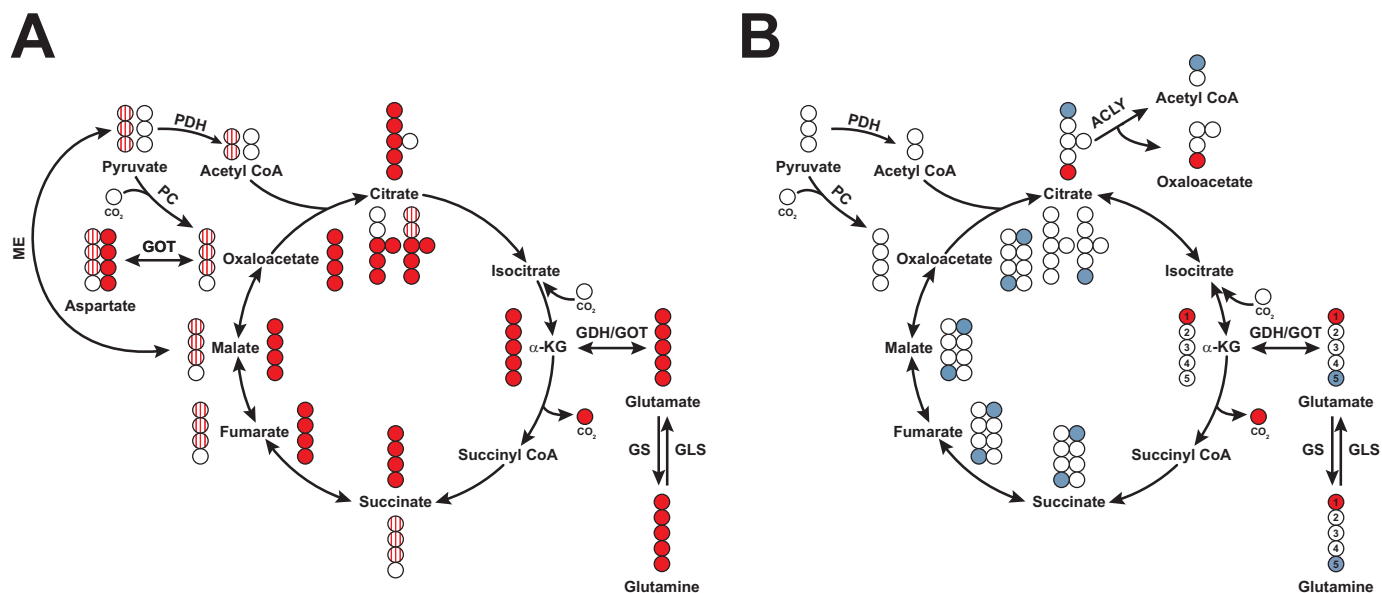 A
PDH
Pyruvate
Acetyl CoA
CO₂
PC
ME
GOT
Aspartate
Oxaloacetate
Citrate
Isocitrate
CO₂
GDH/GOT
Malate
α-KG
Glutamate
Fumarate
CO₂
Succinyl CoA
GS
GLS
Succinate
Glutamine
B
ACLY
Acetyl CoA
PDH
Pyruvate
Acetyl CoA
Oxaloacetate
CO₂
PC
Citrate
Oxaloacetate
Isocitrate
CO₂
1
2
3
4
5
GDH/GOT
1
2
3
4
5
Malate
α-KG
Glutamate
Fumarate
CO₂
Succinyl CoA
GS
GLS
Succinate
1
2
3
4
5
Glutamine